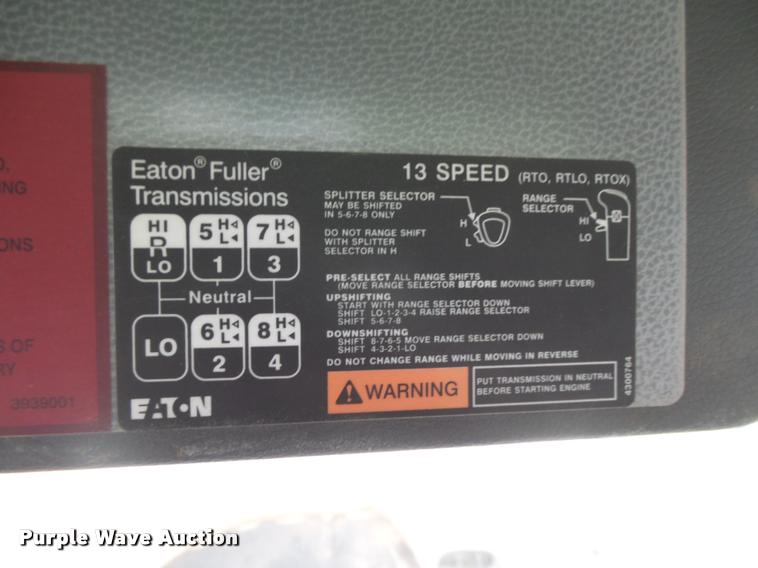 ING
ONS
S OF
RY
3939001
Eaton® Fuller®
Transmissions
HI
R
LO
5 H
L
1
7 H
L
3
Neutral
LO
6 H
L
2
8 H
L
4
EATON
13 SPEED (RTO, RTLO, RTOX)
SPLITTER SELECTOR
MAY BE SHIFTED
IN 5-6-7-8 ONLY
H
L
DO NOT RANGE SHIFT
WITH SPLITTER
SELECTOR IN H
RANGE
SELECTOR
HI
LO
PRE-SELECT ALL RANGE SHIFTS
(MOVE RANGE SELECTOR BEFORE MOVING SHIFT LEVER)
UPSHIFTING
START WITH RANGE SELECTOR DOWN
SHIFT LO-1-2-3-4 RAISE RANGE SELECTOR
SHIFT 5-6-7-8
DOWNSHIFTING
SHIFT 8-7-6-5 MOVE RANGE SELECTOR DOWN
SHIFT 4-3-2-1-LO
DO NOT CHANGE RANGE WHILE MOVING IN REVERSE
WARNING
PUT TRANSMISSION IN NEUTRAL
BEFORE STARTING ENGINE
4300764
Purple Wave Auction